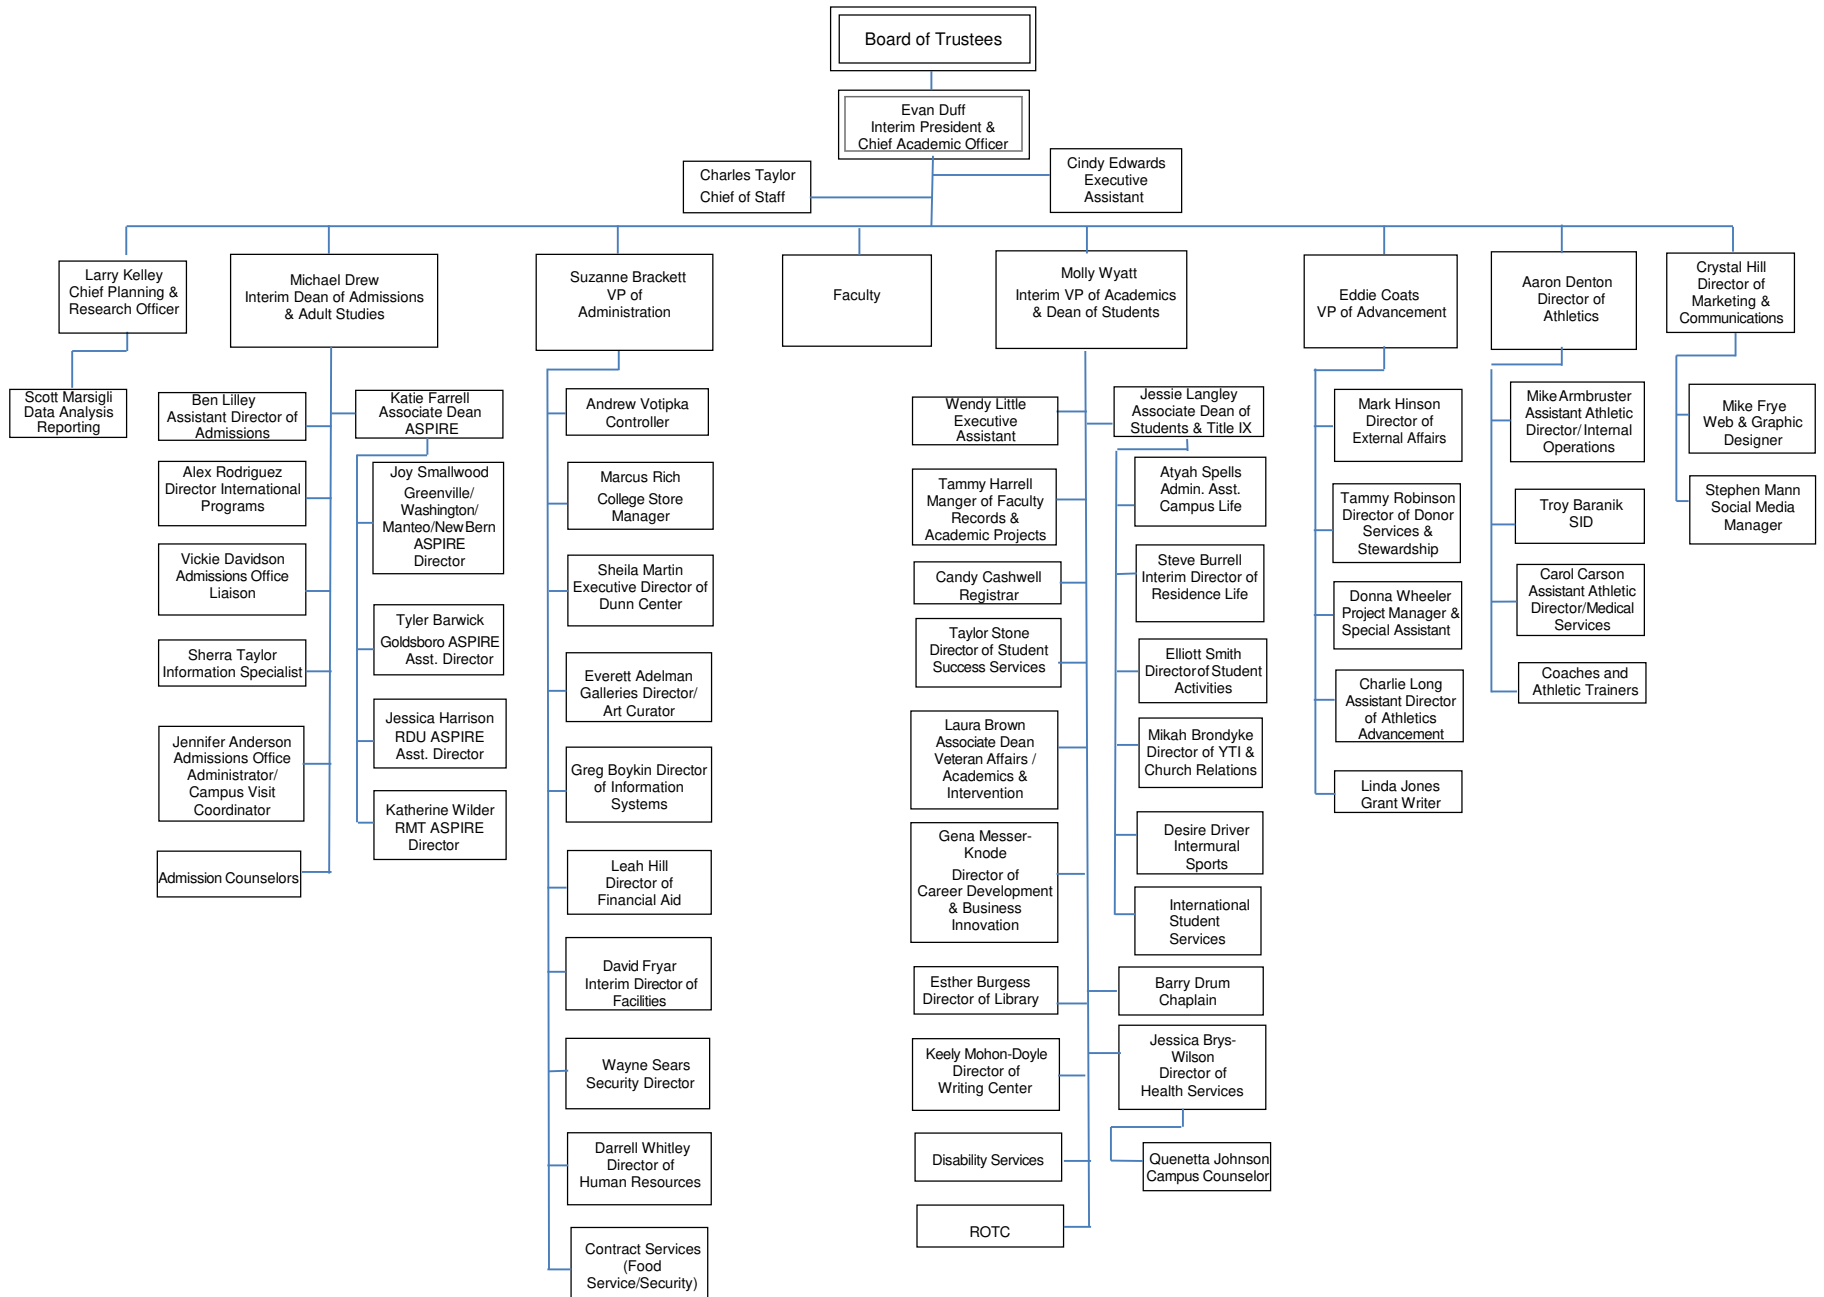 Board of Trustees
Evan Duff
Interim President &
Chief Academic Officer
Charles Taylor
Chief of Staff
Cindy Edwards
Executive
Assistant
Larry Kelley
Chief Planning &
Research Officer
Michael Drew
Interim Dean of Admissions
& Adult Studies
Suzanne Brackett
VP of
Administration
Faculty
Molly Wyatt
Interim VP of Academics
& Dean of Students
Eddie Coats
VP of Advancement
Aaron Denton
Director of
Athletics
Crystal Hill
Director of
Marketing &
Communications
Scott Marsigli
Data Analysis
Reporting
Ben Lilley
Assistant Director of
Admissions
Alex Rodriguez
Director International
Programs
Vickie Davidson
Admissions Office
Liaison
Sherra Taylor
Information Specialist
Jennifer Anderson
Admissions Office
Administrator/
Campus Visit
Coordinator
Admission Counselors
Katie Farrell
Associate Dean
ASPIRE
Joy Smallwood
Greenville/
Washington/
Manteo/New Bern
ASPIRE
Director
Tyler Barwick
Goldsboro ASPIRE
Asst. Director
Jessica Harrison
RDU ASPIRE
Asst. Director
Katherine Wilder
RMT ASPIRE
Director
Andrew Votipka
Controller
Marcus Rich
College Store
Manager
Sheila Martin
Executive Director of
Dunn Center
Everett Adelman
Galleries Director/
Art Curator
Greg Boykin Director
of Information
Systems
Leah Hill
Director of
Financial Aid
David Fryar
Interim Director of
Facilities
Wayne Sears
Security Director
Darrell Whitley
Director of
Human Resources
Contract Services
(Food
Service/Security)
Wendy Little
Executive
Assistant
Tammy Harrell
Manger of Faculty
Records &
Academic Projects
Candy Cashwell
Registrar
Taylor Stone
Director of Student
Success Services
Laura Brown
Associate Dean
Veteran Affairs /
Academics &
Intervention
Gena Messer-
Knode
Director of
Career Development
& Business
Innovation
Esther Burgess
Director of Library
Keely Mohon-Doyle
Director of
Writing Center
Disability Services
ROTC
Jessie Langley
Associate Dean of
Students & Title IX
Atyah Spells
Admin. Asst.
Campus Life
Steve Burrell
Interim Director of
Residence Life
Elliott Smith
Director of Student
Activities
Mikah Brondyke
Director of YTI &
Church Relations
Desire Driver
Intermural
Sports
International
Student
Services
Barry Drum
Chaplain
Jessica Brys-
Wilson
Director of
Health Services
Quenetta Johnson
Campus Counselor
Mark Hinson
Director of
External Affairs
Tammy Robinson
Director of Donor
Services &
Stewardship
Donna Wheeler
Project Manager &
Special Assistant
Charlie Long
Assistant Director
of Athletics
Advancement
Linda Jones
Grant Writer
Mike Armbruster
Assistant Athletic
Director/ Internal
Operations
Troy Baranik
SID
Carol Carson
Assistant Athletic
Director/Medical
Services
Coaches and
Athletic Trainers
Mike Frye
Web & Graphic
Designer
Stephen Mann
Social Media
Manager